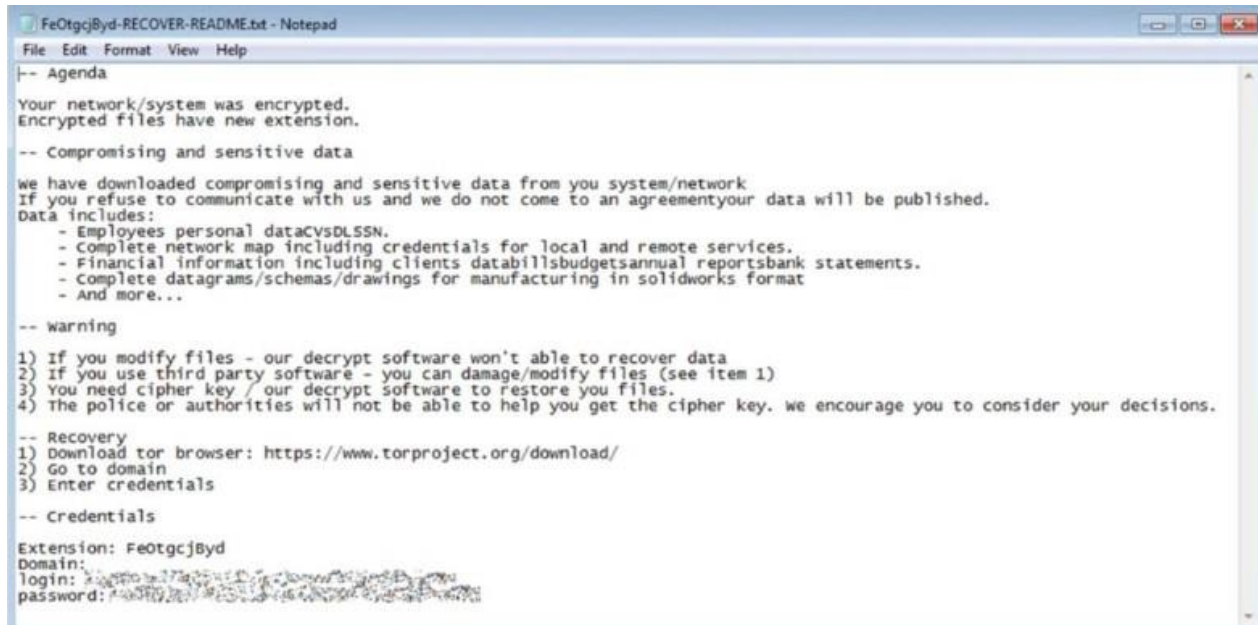 FeOtgcjByd-RECOVER-README.txt - Notepad
File Edit Format View Help
-- Agenda
Your network/system was encrypted.
Encrypted files have new extension.
-- Compromising and sensitive data
We have downloaded compromising and sensitive data from you system/network
If you refuse to communicate with us and we do not come to an agreementyour data will be published.
Data includes:
- Employees personal dataCVsDLSSN.
- Complete network map including credentials for local and remote services.
- Financial information including clients databillsbudgetsannual reportsbank statements.
- Complete datagrams/schemas/drawings for manufacturing in solidworks format
- And more...
-- Warning
1) If you modify files - our decrypt software won't able to recover data
2) If you use third party software - you can damage/modify files (see item 1)
3) You need cipher key / our decrypt software to restore you files.
4) The police or authorities will not be able to help you get the cipher key. We encourage you to consider your decisions.
-- Recovery
1) Download tor browser: https://www.torproject.org/download/
2) Go to domain
3) Enter credentials
-- Credentials
Extension: FeOtgcjByd
Domain:
login:
password: